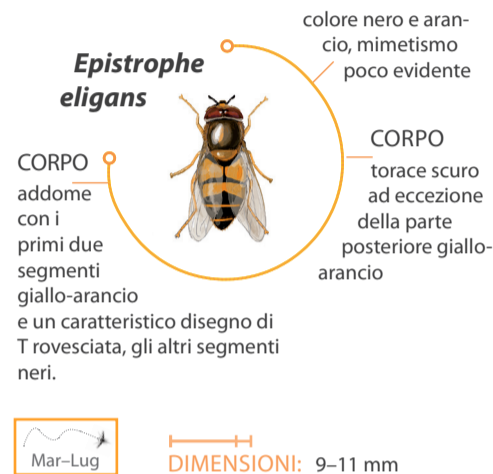 Epistrophe
eligans
colore nero e aran-
cio, mimetismo
poco evidente
CORPO
torace scuro
ad eccezione
della parte
posteriore giallo-
arancio
CORPO
addome
con i
primi due
segmenti
giallo-arancio
e un caratteristico disegno di
T rovesciata, gli altri segmenti
neri.
Mar–Lug
DIMENSIONI: 9–11 mm